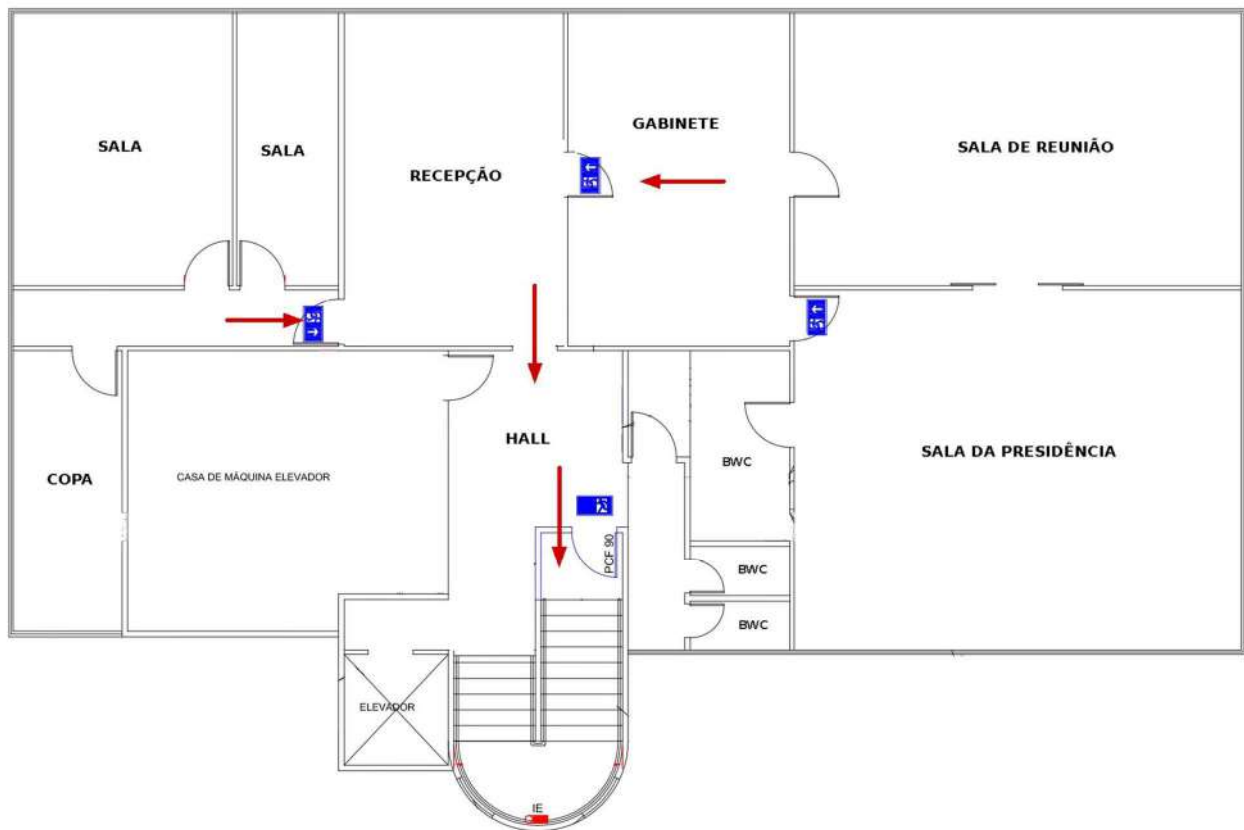 GABINETE
SALA
SALA
SALA DE REUNIÃO
RECEPÇÃO
HALL
SALA DA PRESIDÊNCIA
COPA
CASA DE MÁQUINA ELEVADOR
BWC
PCF 90
BWC
BWC
ELEVADOR
IE